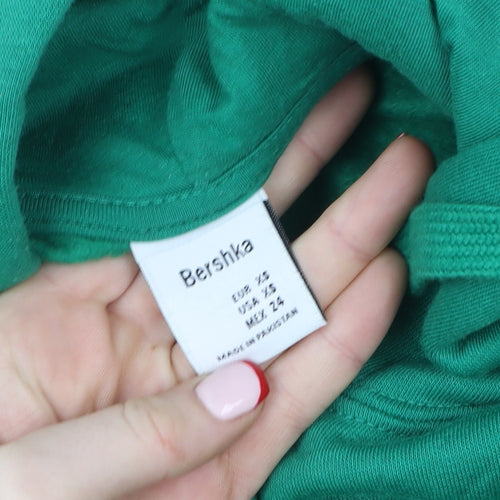 Bershka
EUR XS
USA XS
MEX 24
MADE IN PAKISTAN